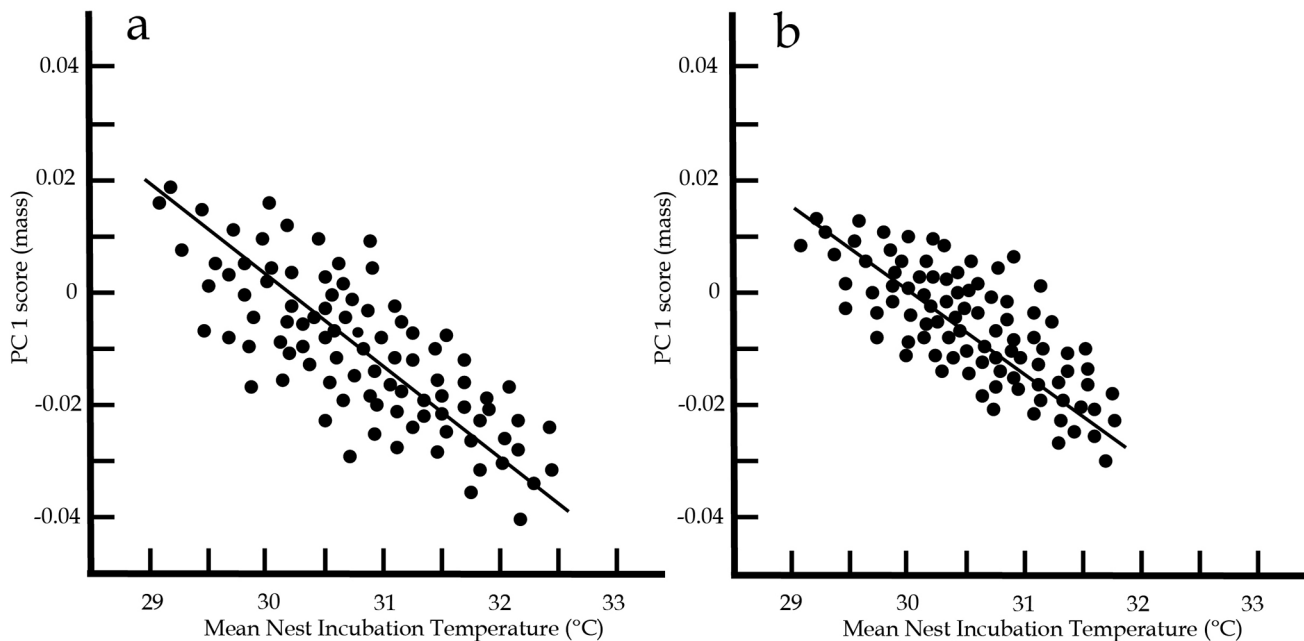 a
0.04
0.02
0
-0.02
-0.04
PC 1 score (mass)
29 30 31 32 33
Mean Nest Incubation Temperature (°C)
b
0.04
0.02
0
-0.02
-0.04
PC 1 score (mass)
29 30 31 32 33
Mean Nest Incubation Temperature (°C)